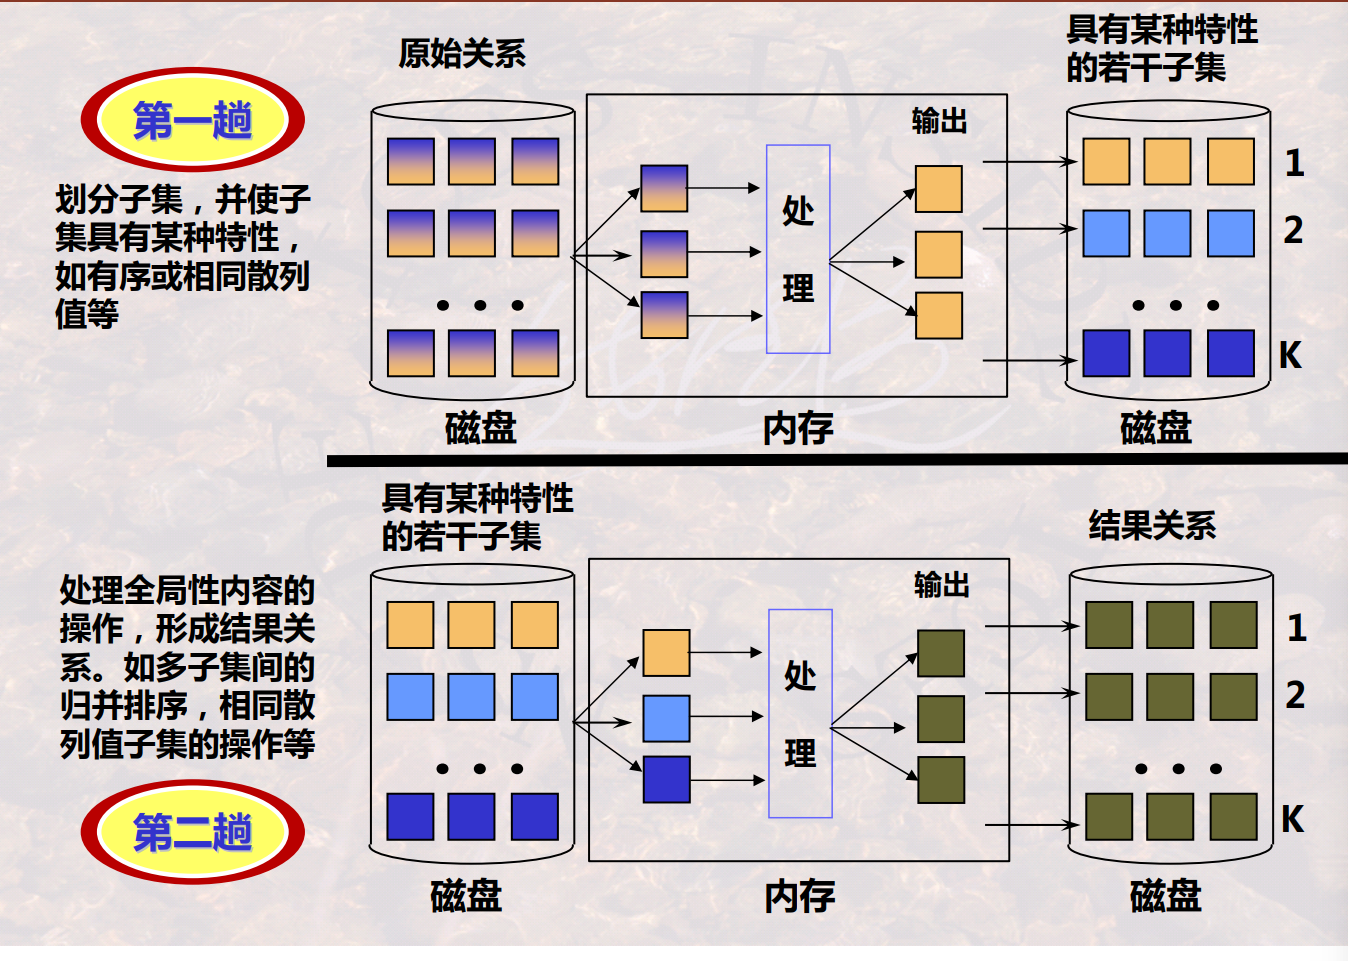 原始关系
具有某种特性
的若干子集
第一趟
划分子集，并使子
集具有某种特性，
如有序或相同散列
值等
输出
处
理
1
2
K
磁盘
内存
磁盘
具有某种特性
的若干子集
结果关系
处理全局性内容的
操作，形成结果关
系。如多子集间的
归并排序，相同散
列值子集的操作等
第二趟
输出
处
理
1
2
K
磁盘
内存
磁盘